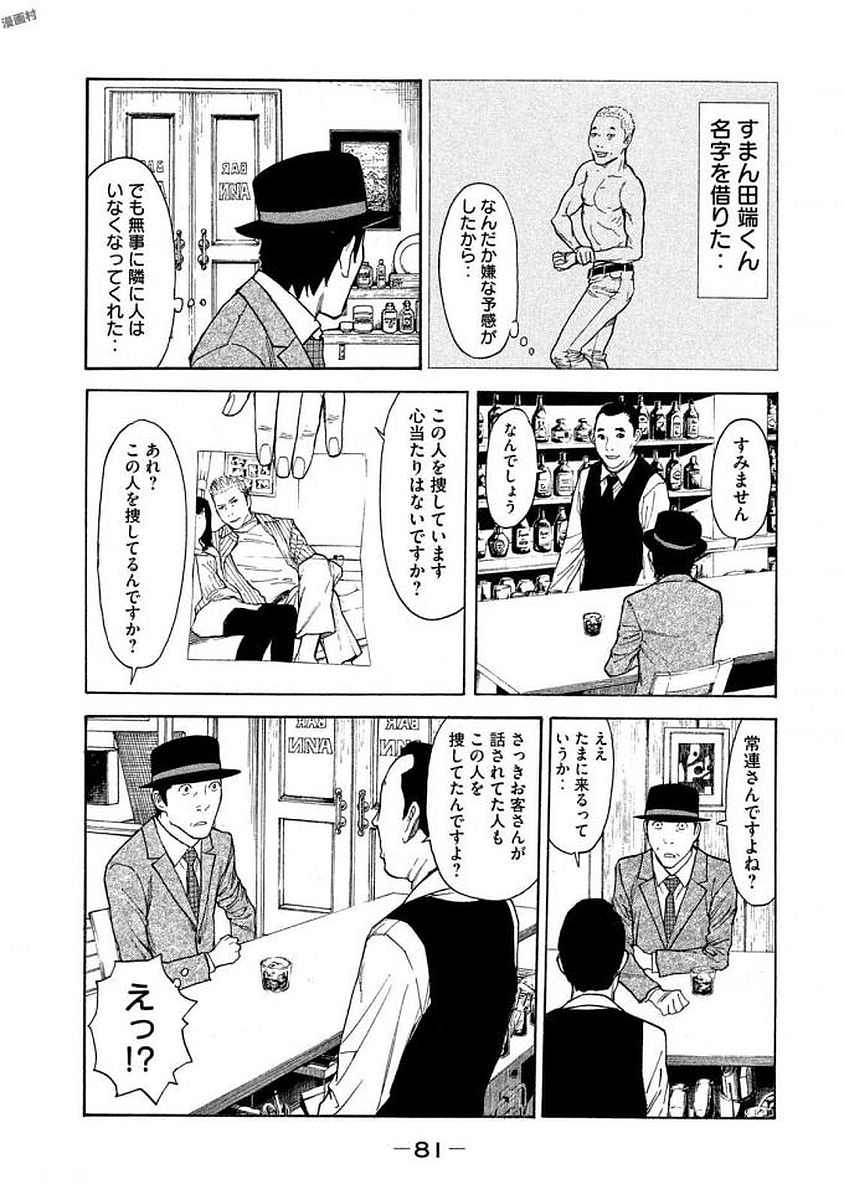 漫画村
すまん田端くん
名字を借りた‥
なんだか嫌な予感が
したから‥
でも無事に隣に人は
いなくなってくれた‥
BAR
ANN
すみません
なんでしょう
この人を捜しています
心当たりはないですか?
あれ?
この人を捜してるんですか?
常連さんですよね?
ええ
たまに来るって
いうか‥
さっきお客さんが
話されてた人も
この人を
捜してたんですよ?
えっ!?
BAR
ANN
BAR
ANN
—81—